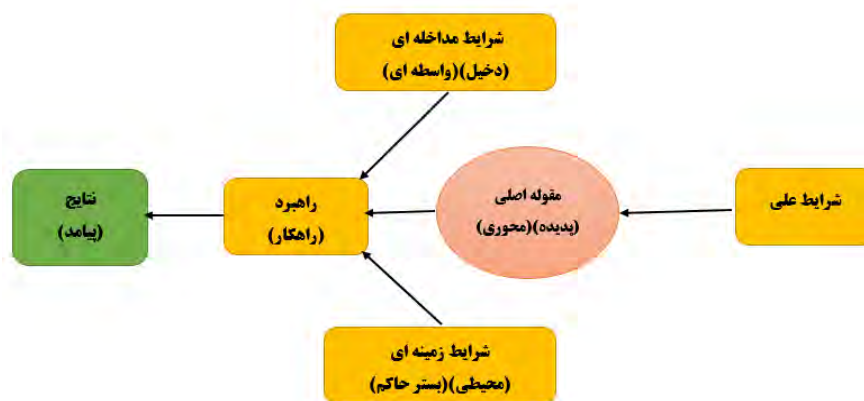 شرایط مداخله ای
(دخیل)(واسطه ای)
شرایط علی
مقوله اصلی
(پدیده)(محوری)
راهبرد
(راهکار)
نتایج
(پیامد)
شرایط زمینه ای
(محیطی)(بستر حاکم)